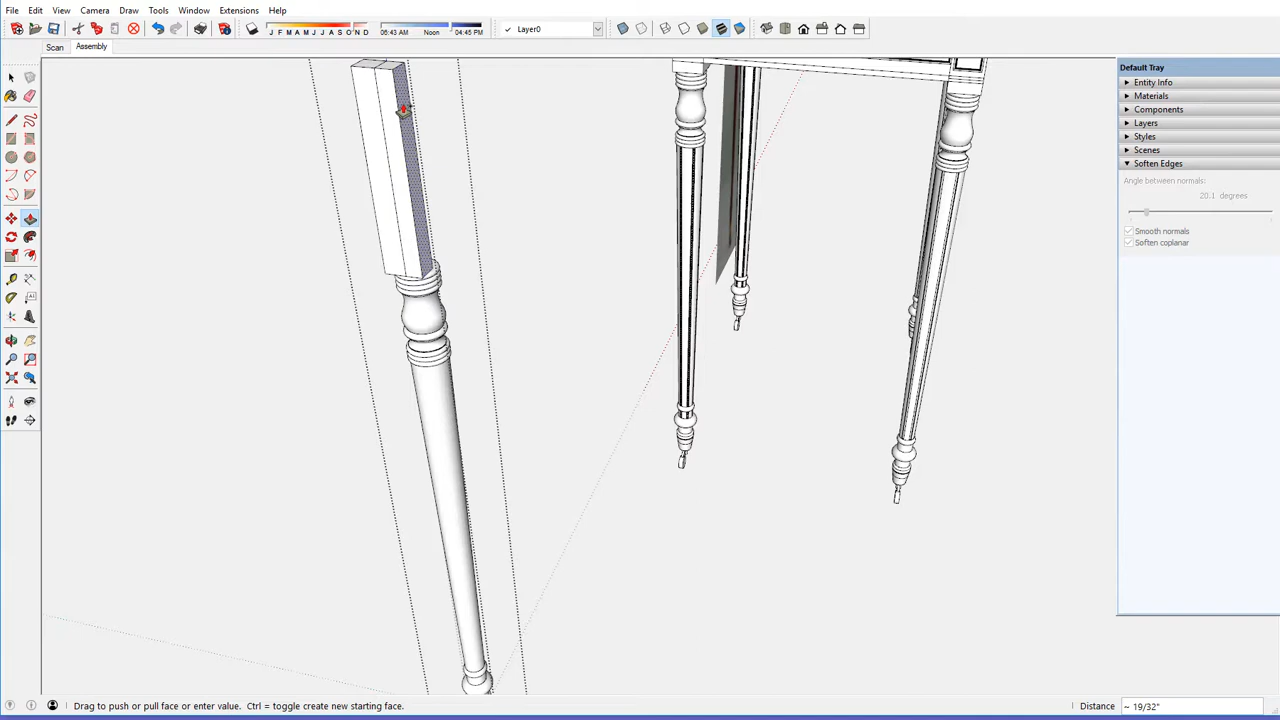 File Edit View Camera Draw Tools Window Extensions Help
J F M A M J J A S O N D
06:43 AM Noon 04:45 PM
Layer0
Scan Assembly
Default Tray
Entity Info
Materials
Components
Layers
Styles
Scenes
Soften Edges
Angle between normals:
20.1 degrees
Smooth normals
Soften coplanar
Drag to push or pull face or enter value. Ctrl = toggle create new starting face.
Distance ~ 19/32"